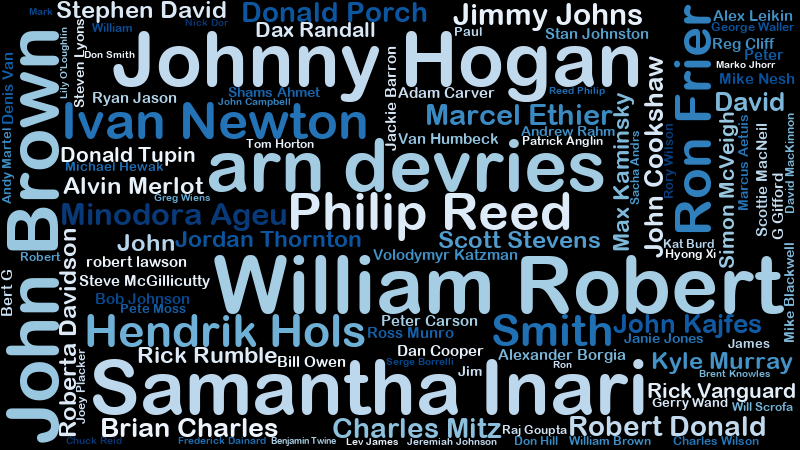 Mark
Stephen David
Donald Porch
Jimmy Johns
Alex Leikin
George Waller
William
Nick Dor
Dax Randall
Paul
Stan Johnston
Reg Cliff
Peter
Steven Lyons
Lily O'Loughlin
Don Smith
Johnny Hogan
Ron Frier
Marko Jhorr
Mike Nesh
Denis Van
Ryan Jason
Shams Ahmet
John Campbell
Jackie Barron
Adam Carver
Reed Philip
David
Ivan Newton
Marcel Ethier
Andrew Rahm
Max Kaminsky
Sacha Andrs
John Cookshaw
Rory Wilson
Simon McVeigh
Marcus Aetuis
Scottie MacNeil
G Gifford
David MacKinnon
Andy Martel
John Brown
Tom Horton
Van Humbeck
Patrick Anglin
Donald Tupin
Michael Hewak
arn devries
Alvin Merlot
Greg Wiens
Minodora Ageu
Philip Reed
John
Jordan Thornton
Scott Stevens
Kat Burd
Hyong Xi
Robert
robert lawson
Volodymyr Katzman
Bert G
Roberta Davidson
Steve McGillicutty
William Robert
Mike Blackwell
Bob Johnson
Pete Moss
Hendrik Hols
Peter Carson
Ross Munro
Smith
John Kajfes
Janie Jones
James
Joey Placker
Rick Rumble
Bill Owen
Dan Cooper
Serge Borrelli
Alexander Borgia
Ron
Kyle Murray
Brent Knowles
Jim
Samantha Inari
Rick Vanguard
Gerry Wand
Will Scrofa
Brian Charles
Charles Mitz
Raj Goupta
Robert Donald
Chuck Reid
Frederick Dainard
Benjamin Twine
Lev James
Jeremiah Johnson
Don Hill
William Brown
Charles Wilson